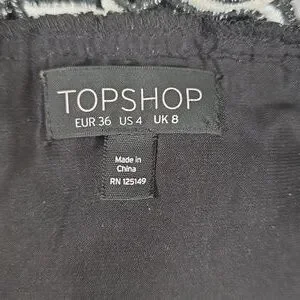 TOPSHOP
EUR 36 US 4 UK 8
Made in
China
RN 125149